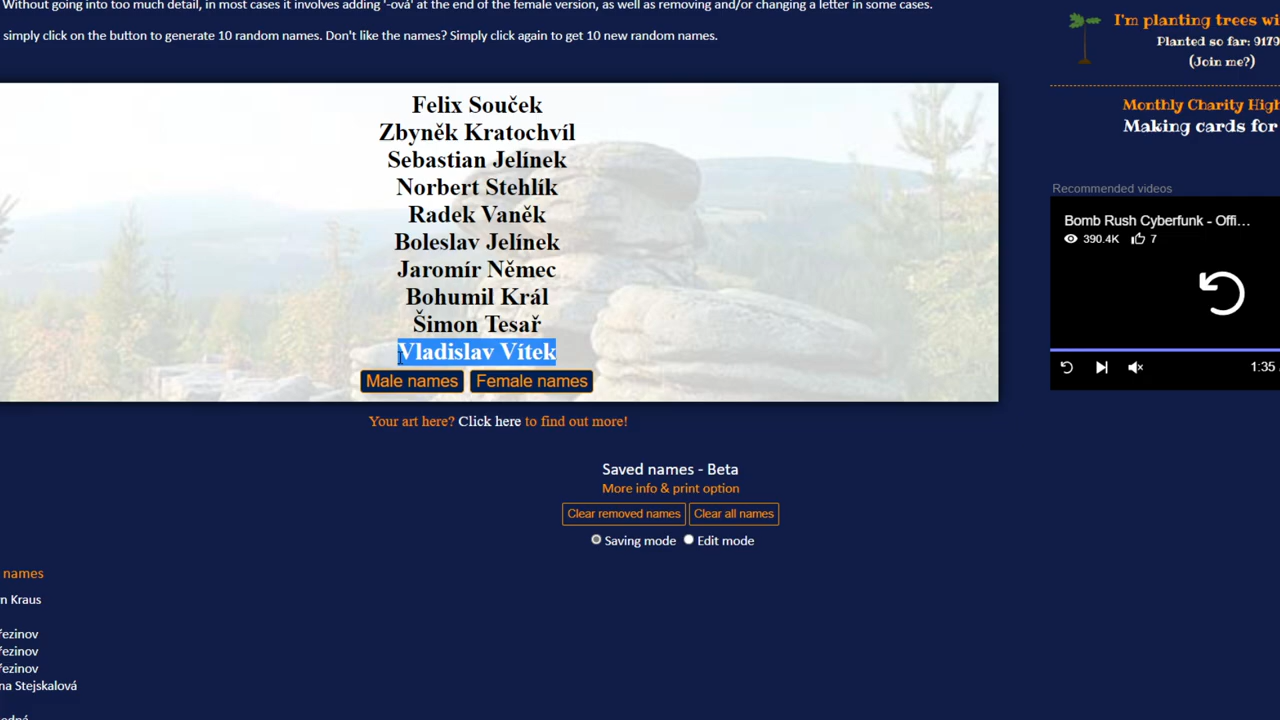 Without going into too much detail, in most cases it involves adding '-ová' at the end of the female version, as well as removing and/or changing a letter in some cases.
simply click on the button to generate 10 random names. Don't like the names? Simply click again to get 10 new random names.
Felix Souček
Zbyněk Kratochvíl
Sebastian Jelínek
Norbert Stehlík
Radek Vaněk
Boleslav Jelínek
Jaromír Němec
Bohumil Král
Šimon Tesař
Vladislav Vítek
Male names Female names
Your art here? Click here to find out more!
Saved names - Beta
More info & print option
Clear removed names Clear all names
Saving mode Edit mode
names
n Kraus
řezinov
řezinov
řezinov
na Stejskalová
I'm planting trees wi
Planted so far: 9179
(Join me?)
Monthly Charity High
Making cards for
Recommended videos
Bomb Rush Cyberfunk - Offi...
390.4K 7
1:35